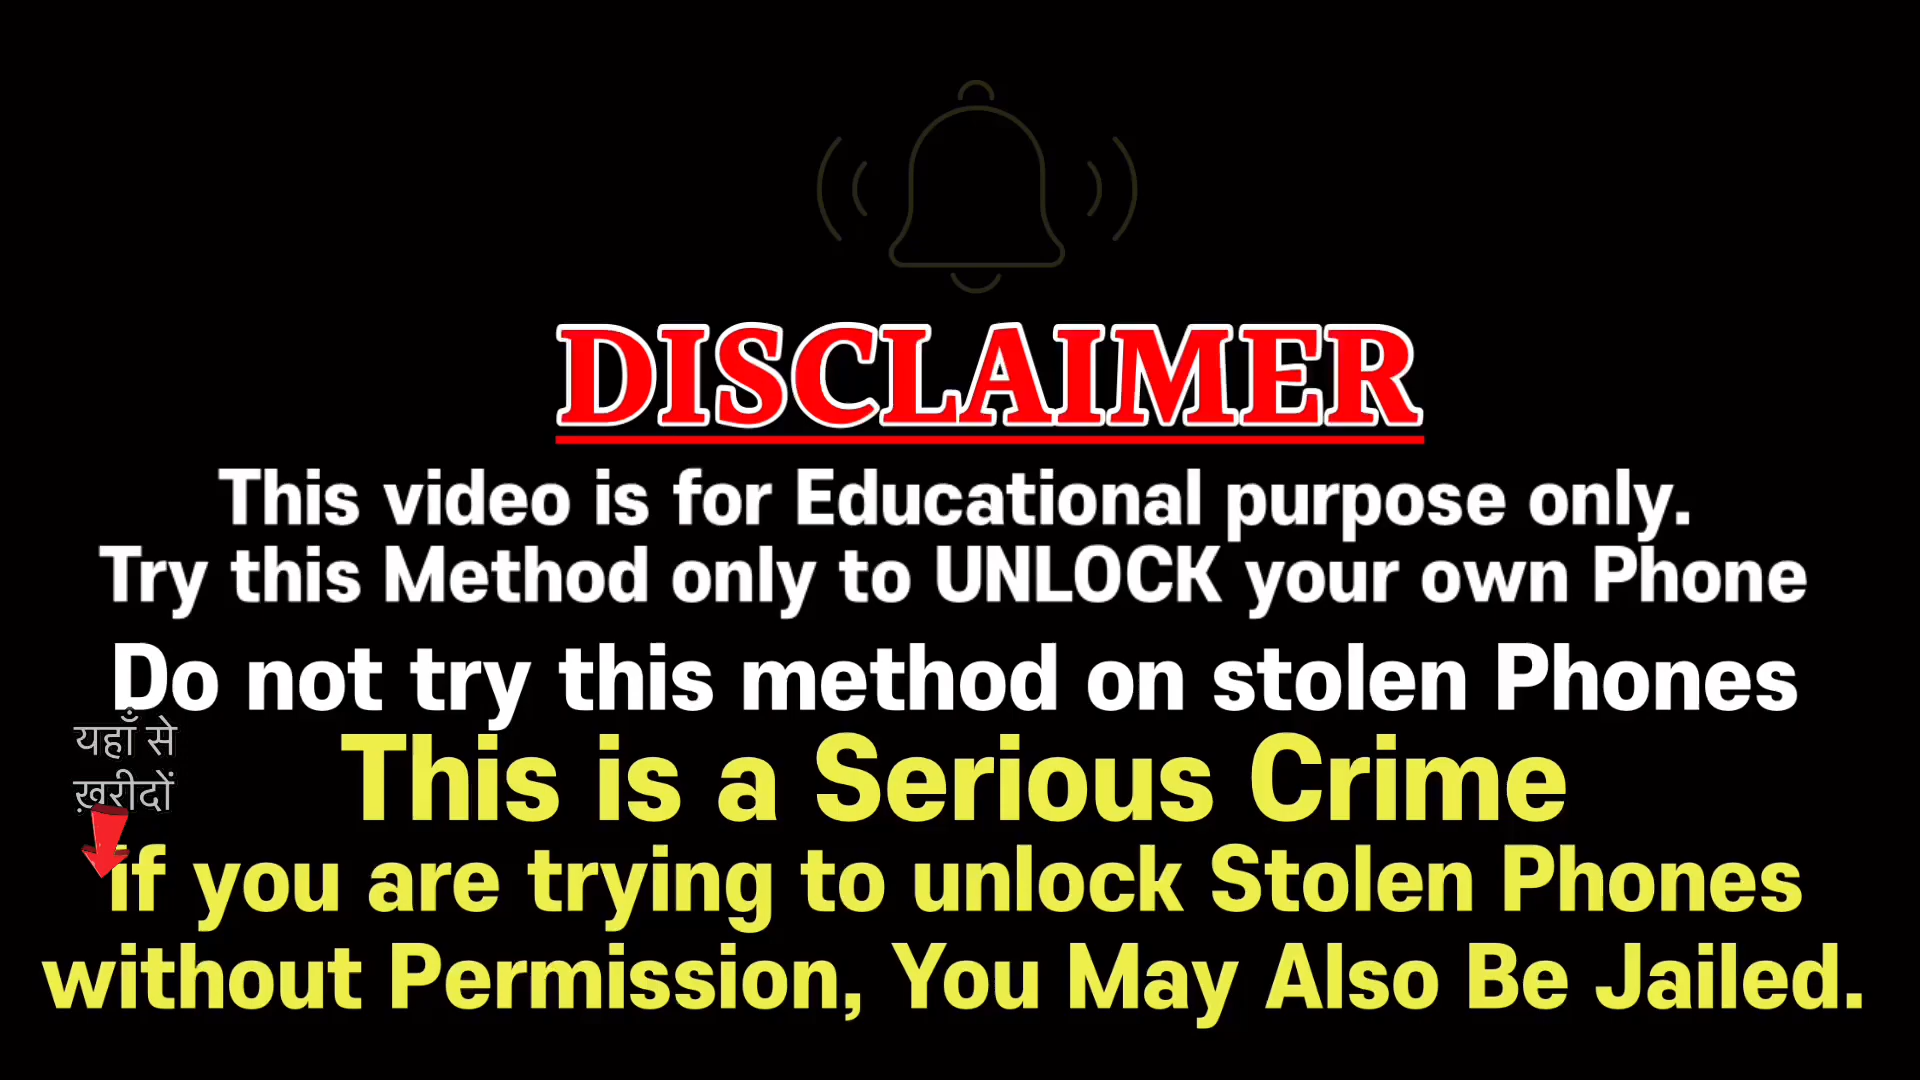 DISCLAIMER
This video is for Educational purpose only.
Try this Method only to UNLOCK your own Phone
Do not try this method on stolen Phones
यहाँ से
ख़रीदों
This is a Serious Crime
if you are trying to unlock Stolen Phones
without Permission, You May Also Be Jailed.